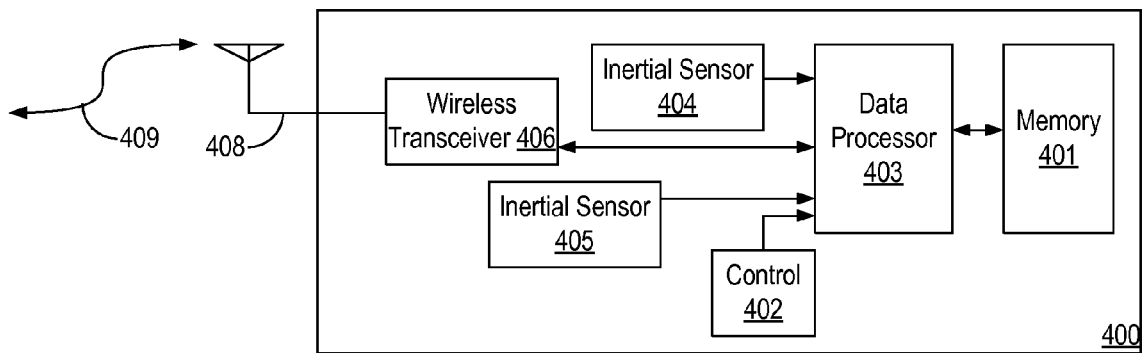 409
408
Wireless
Transceiver 406
Inertial Sensor
404
Inertial Sensor
405
Control
402
Data
Processor
403
Memory
401
400